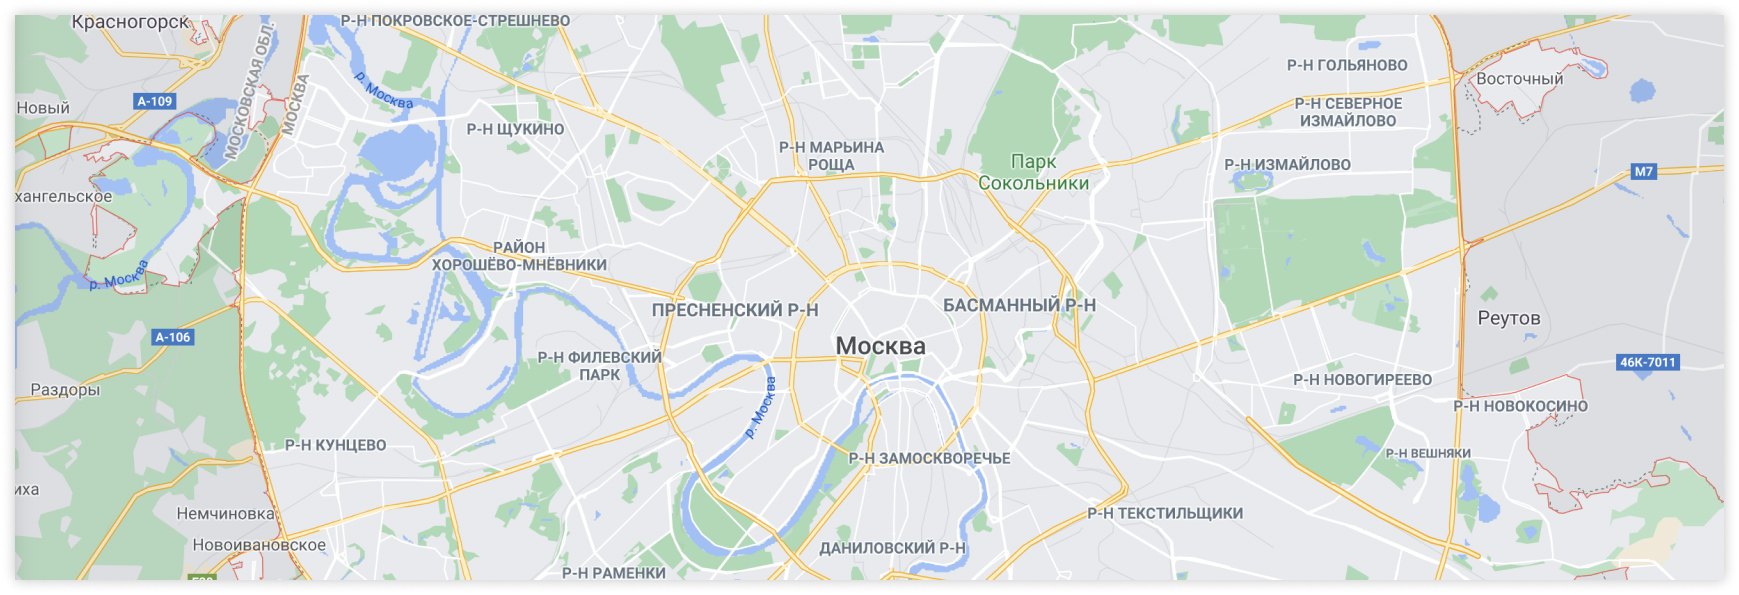 Красногорск
Р-Н ПОКРОВСКОЕ-СТРЕШНЕВО
МОСКОВСКАЯ ОБЛ.
МОСКВА
р. Москва
Р-Н ГОЛЬЯНОВО
Восточный
Новый
А-109
Р-Н ЩУКИНО
Р-Н СЕВЕРНОЕ
ИЗМАЙЛОВО
Р-Н МАРЬИНА
РОЩА
Парк
Сокольники
Р-Н ИЗМАЙЛОВО
М7
хангельское
РАЙОН
ХОРОШЁВО-МНЁВНИКИ
р. Москва
ПРЕСНЕНСКИЙ Р-Н
БАСМАННЫЙ Р-Н
Реутов
А-106
Москва
Р-Н ФИЛЕВСКИЙ
ПАРК
46К-7011
Раздоры
р. Москва
Р-Н НОВОГИРЕЕВО
Р-Н НОВОКОСИНО
Р-Н КУНЦЕВО
Р-Н ЗАМОСКВОРЕЧЬЕ
Р-Н ВЕШНЯКИ
иха
Немчиновка
Р-Н ТЕКСТИЛЬЩИКИ
Новоивановское
ДАНИЛОВСКИЙ Р-Н
Р-Н РАМЕНКИ